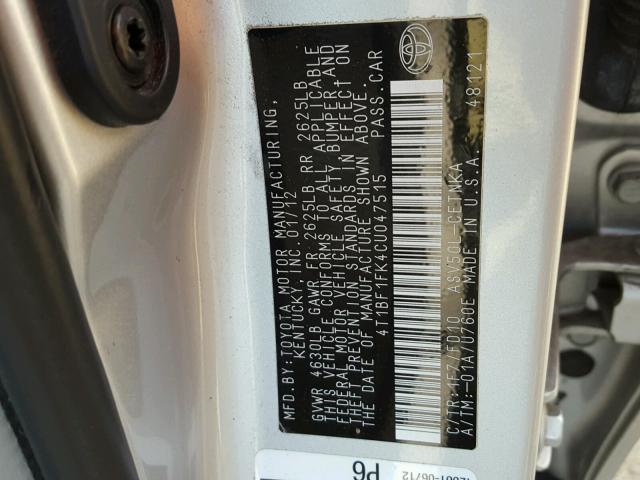 MFD.BY:TOYOTA MOTOR MANUFACTURING,
KENTUCKY, INC. 01/12
GVWR 4630LB GAWR FR 2625LB RR 2625LB
THIS VEHICLE CONFORMS TO ALL APPLICABLE
FEDERAL MOTOR VEHICLE SAFETY, BUMPER AND
THEFT PREVENTION STANDARDS IN EFFECT ON
THE DATE OF MANUFACTURE SHOWN ABOVE.
4T1BF1FK4CU047515 PASS.CAR
C/TR:1F7/FD10 ASV50L-CETNKA
A/TM:-01A/U760E MADE IN U.S.A. 48121
P6